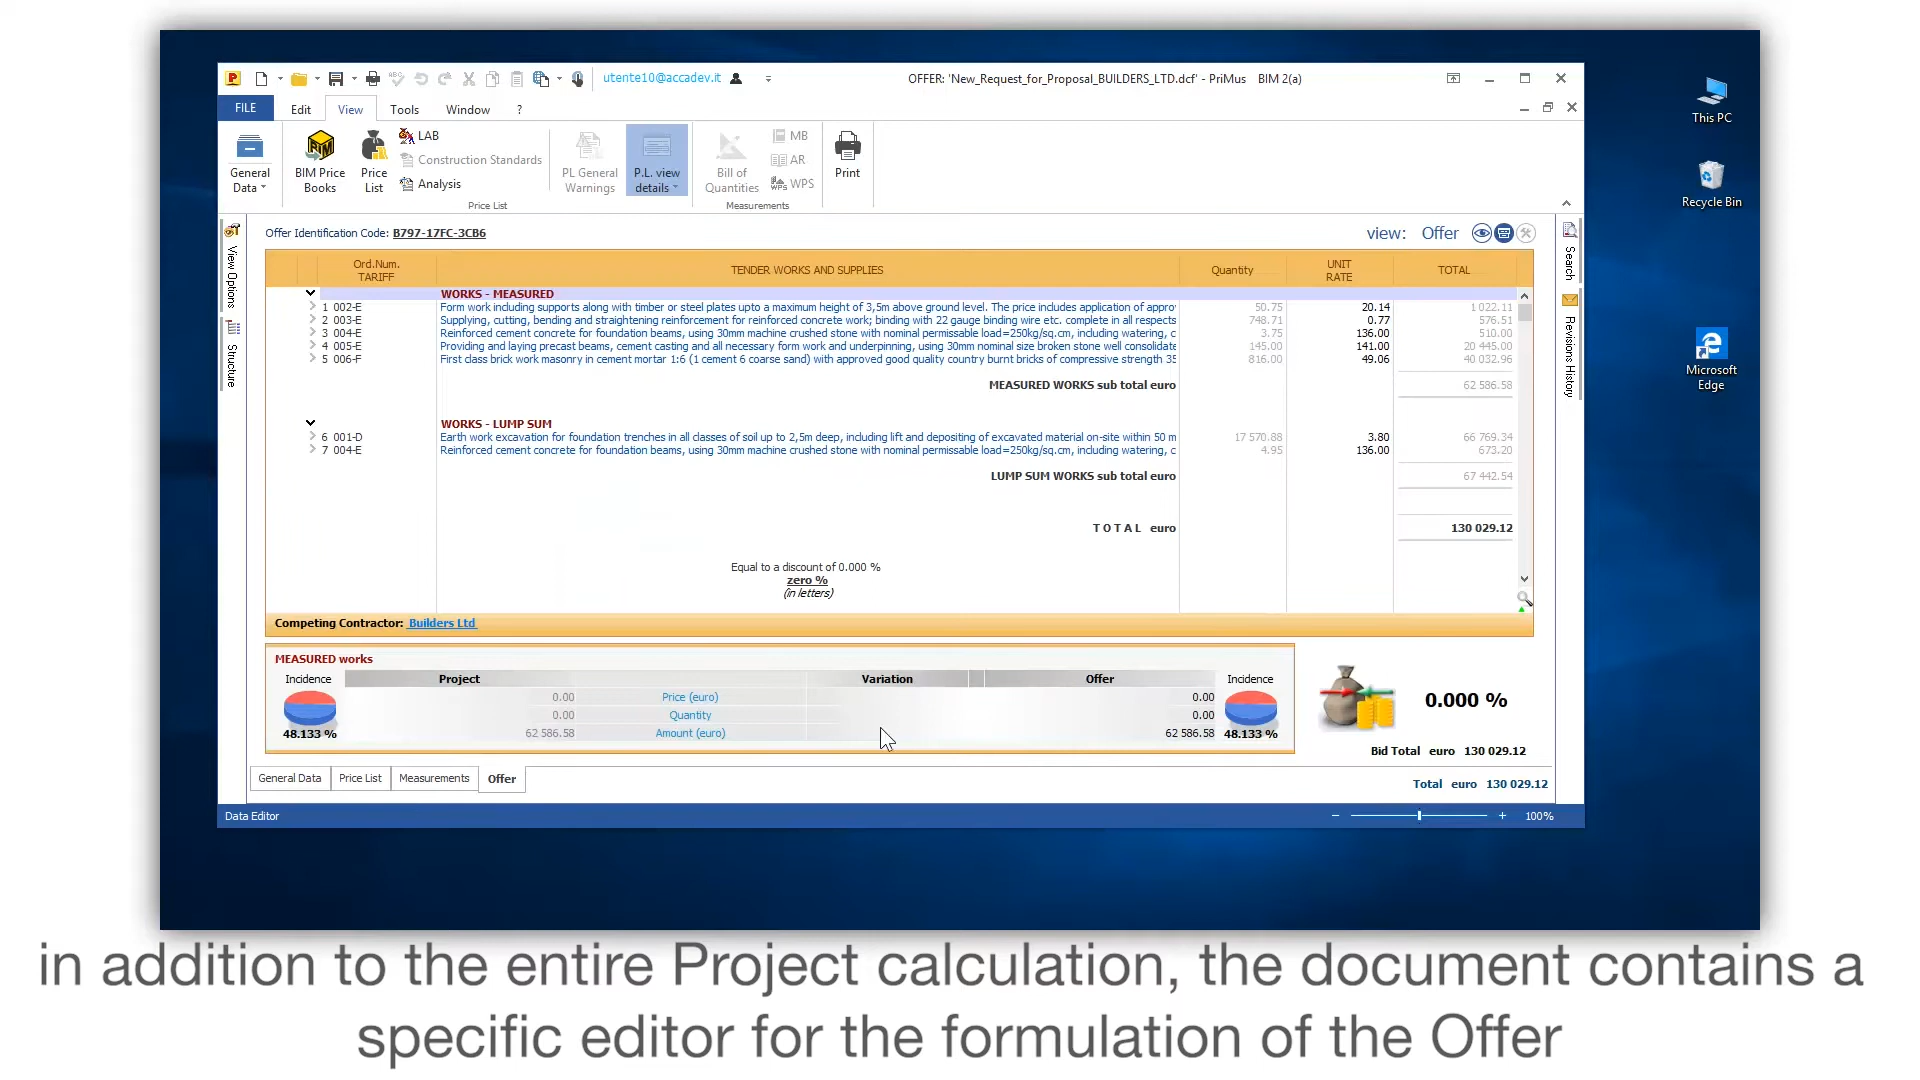 utente10@accadev.it
OFFER: 'New_Request_for_Proposal_BUILDERS_LTD.dcf' - PriMus BIM 2(a)
FILE Edit View Tools Window ?
General Data
BIM Price Books
Price List
LAB
Construction Standards
Analysis
PL General Warnings
P.L. view details
Bill of Quantities
MB
AR
WPS
Print
Price List
Measurements
View Options
Structure
Search
Revisions History
Offer Identification Code: B797-17FC-3CB6
view: Offer
Ord.Num. TARIFF TENDER WORKS AND SUPPLIES Quantity UNIT RATE TOTAL
WORKS - MEASURED
1 002-E Form work including supports along with timber or steel plates upto a maximum height of 3,5m above ground level. The price includes application of appro 50.75 20.14 1 022.11
2 003-E Supplying, cutting, bending and straightening reinforcement for reinforced concrete work; binding with 22 gauge binding wire etc. complete in all respects 748.71 0.77 576.51
3 004-E Reinforced cement concrete for foundation beams, using 30mm machine crushed stone with nominal permissable load=250kg/sq.cm, including watering, c 3.75 136.00 510.00
4 005-E Providing and laying precast beams, cement casting and all necessary form work and underpinning, using 30mm nominal size broken stone well consolidate 145.00 141.00 20 445.00
5 006-F First class brick work masonry in cement mortar 1:6 (1 cement 6 coarse sand) with approved good quality country burnt bricks of compressive strength 35 816.00 49.06 40 032.96
MEASURED WORKS sub total euro 62 586.58
WORKS - LUMP SUM
6 001-D Earth work excavation for foundation trenches in all classes of soil up to 2,5m deep, including lift and depositing of excavated material on-site within 50 m 17 570.88 3.80 66 769.34
7 004-E Reinforced cement concrete for foundation beams, using 30mm machine crushed stone with nominal permissable load=250kg/sq.cm, including watering, c 4.95 136.00 673.20
LUMP SUM WORKS sub total euro 67 442.54
T O T A L euro 130 029.12
Equal to a discount of 0.000 %
zero %
(in letters)
Competing Contractor: Builders Ltd
MEASURED works
Incidence Project Variation Offer Incidence
0.00 Price (euro) 0.00
0.00 Quantity 0.00
48.133 % 62 586.58 Amount (euro) 62 586.58 48.133 %
0.000 %
Bid Total euro 130 029.12
General Data Price List Measurements Offer
Total euro 130 029.12
Data Editor
100%
This PC
Recycle Bin
Microsoft Edge
in addition to the entire Project calculation, the document contains a
specific editor for the formulation of the Offer